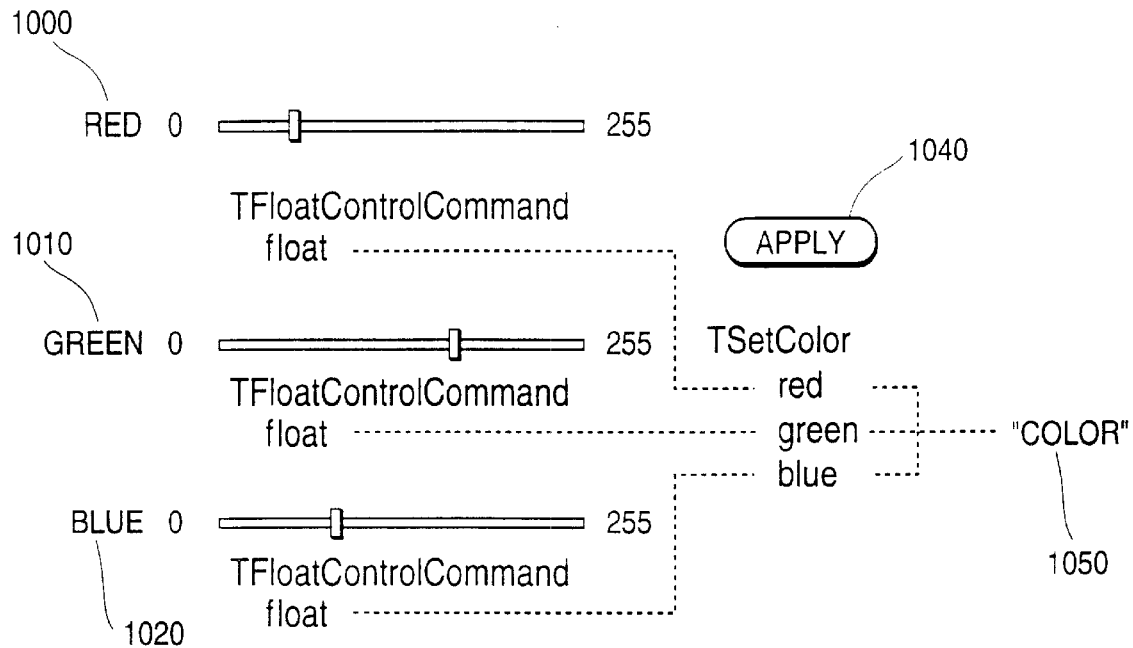 1000
RED 0 255
1040
TFloatControlCommand
float
APPLY
1010
GREEN 0 255
TSetColor
TFloatControlCommand
red
float
green
"COLOR"
blue
BLUE 0 255
1050
TFloatControlCommand
float
1020